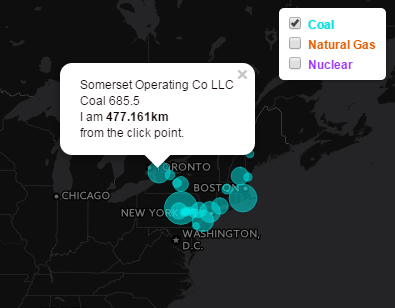 Coal
Natural Gas
Nuclear
×
Somerset Operating Co LLC
Coal 685.5
I am 477.161km
from the click point.
TORONTO
CHICAGO
BOSTON
NEW YORK
WASHINGTON,
D.C.